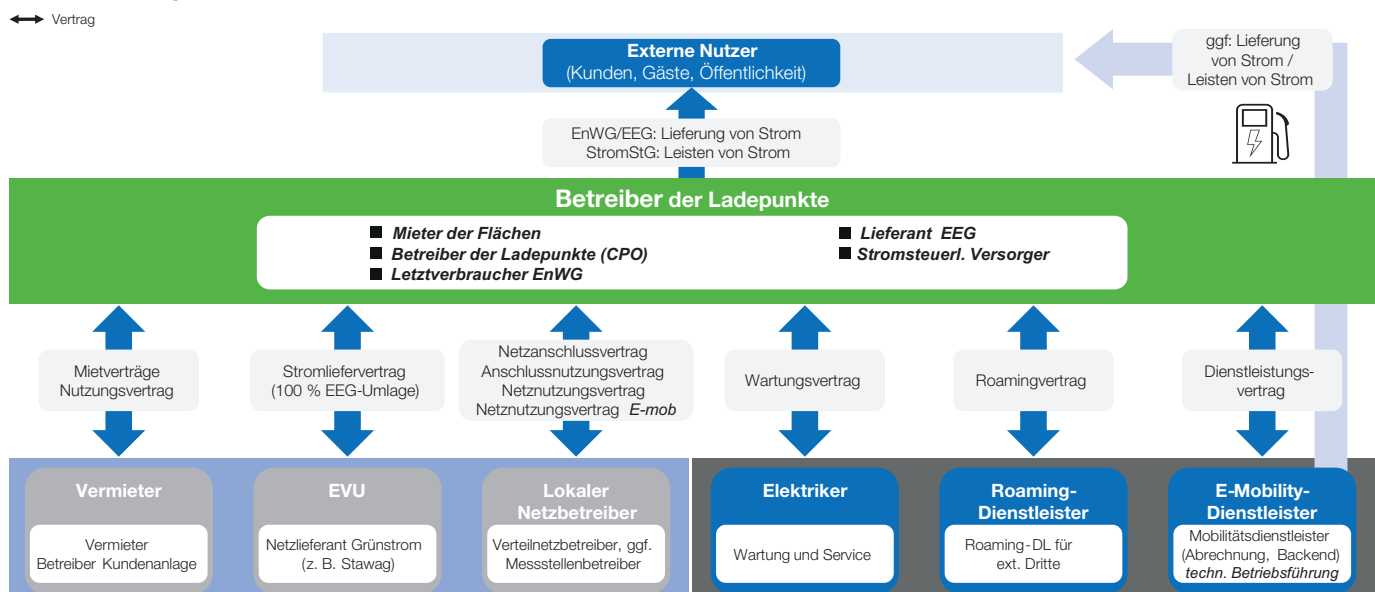 Vertrag
Externe Nutzer
(Kunden, Gäste, Öffentlichkeit)
ggf: Lieferung
von Strom /
Leisten von Strom
EnWG/EEG: Lieferung von Strom
StromStG: Leisten von Strom
Betreiber der Ladepunkte
Mieter der Flächen
Betreiber der Ladepunkte (CPO)
Letztverbraucher EnWG
Lieferant EEG
Stromsteuerl. Versorger
Mietverträge
Nutzungsvertrag
Stromliefervertrag
(100 % EEG-Umlage)
Netzanschlussvertrag
Anschlussnutzungsvertrag
Netznutzungsvertrag
Netznutzungsvertrag E-mob
Wartungsvertrag
Roamingvertrag
Dienstleistungs-
vertrag
Vermieter
Vermieter
Betreiber Kundenanlage
EVU
Netzlieferant Grünstrom
(z. B. Stawag)
Lokaler
Netzbetreiber
Verteilnetzbetreiber, ggf.
Messstellenbetreiber
Elektriker
Wartung und Service
Roaming-
Dienstleister
Roaming-DL für
ext. Dritte
E-Mobility-
Dienstleister
Mobilitätsdienstleister
(Abrechnung, Backend)
techn. Betriebsführung